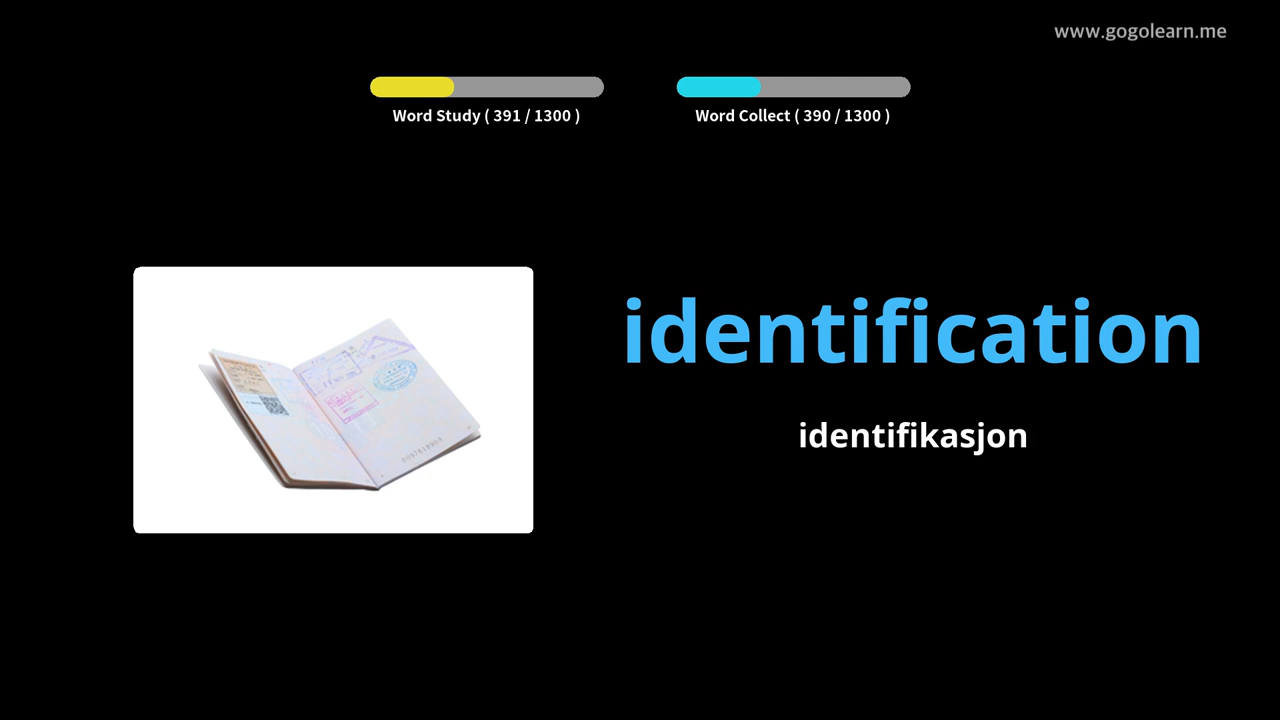 www.gogolearn.me
Word Study ( 391 / 1300 )
Word Collect ( 390 / 1300 )
identification
identifikasjon